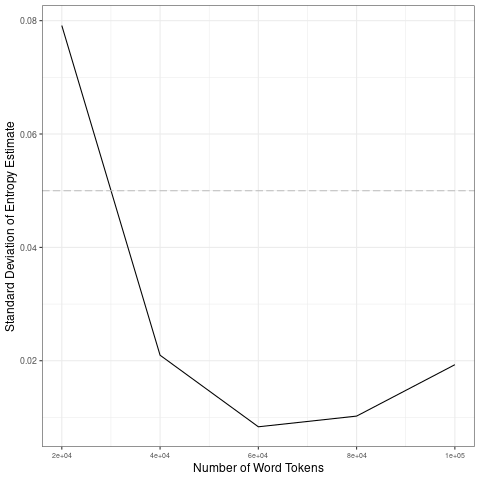 Standard Deviation of Entropy Estimate
0.08
0.06
0.04
0.02
2e+04 4e+04 6e+04 8e+04 1e+05
Number of Word Tokens